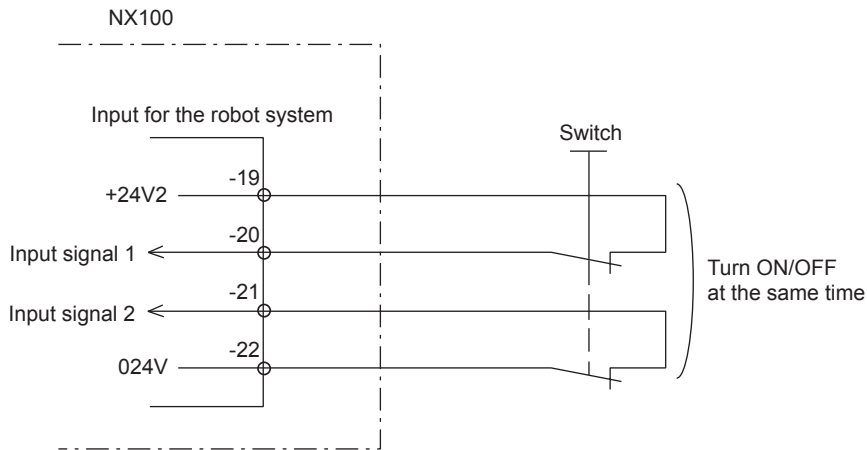 NX100
Input for the robot system
Switch
-19
+24V2
-20
Input signal 1
Turn ON/OFF
at the same time
-21
Input signal 2
-22
024V